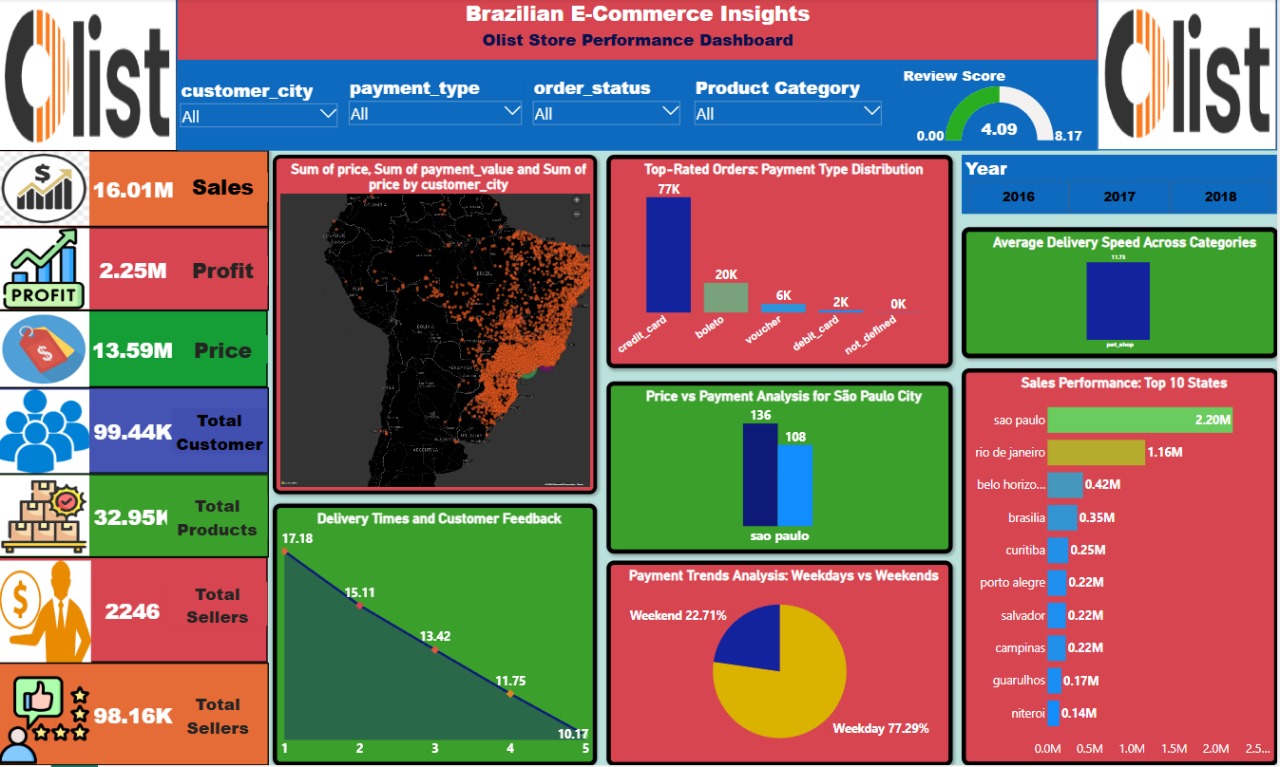 Olist
Brazilian E-Commerce Insights
Olist Store Performance Dashboard
Olist
customer_city
All
payment_type
All
order_status
All
Product Category
All
Review Score
0.00
4.09
8.17
16.01M Sales
PROFIT
2.25M Profit
13.59M Price
99.44K Total
Customer
32.95K Total
Products
2246 Total
Sellers
98.16K Total
Sellers
Sum of price, Sum of payment_value and Sum of
price by customer_city
BRAZIL
BOLIVIA
ARGENTINA
Delivery Times and Customer Feedback
17.18
15.11
13.42
11.75
10.17
1 2 3 4 5
Top-Rated Orders: Payment Type Distribution
77K
20K
6K
2K
0K
credit_card
boleto
voucher
debit_card
not_defined
Price vs Payment Analysis for São Paulo City
136
108
sao paulo
Payment Trends Analysis: Weekdays vs Weekends
Weekend 22.71%
Weekday 77.29%
Year
2016 2017 2018
Average Delivery Speed Across Categories
11.73
pet_shop
Sales Performance: Top 10 States
sao paulo 2.20M
rio de janeiro 1.16M
belo horizo... 0.42M
brasilia 0.35M
curitiba 0.25M
porto alegre 0.22M
salvador 0.22M
campinas 0.22M
guarulhos 0.17M
niteroi 0.14M
0.0M 0.5M 1.0M 1.5M 2.0M 2.5...